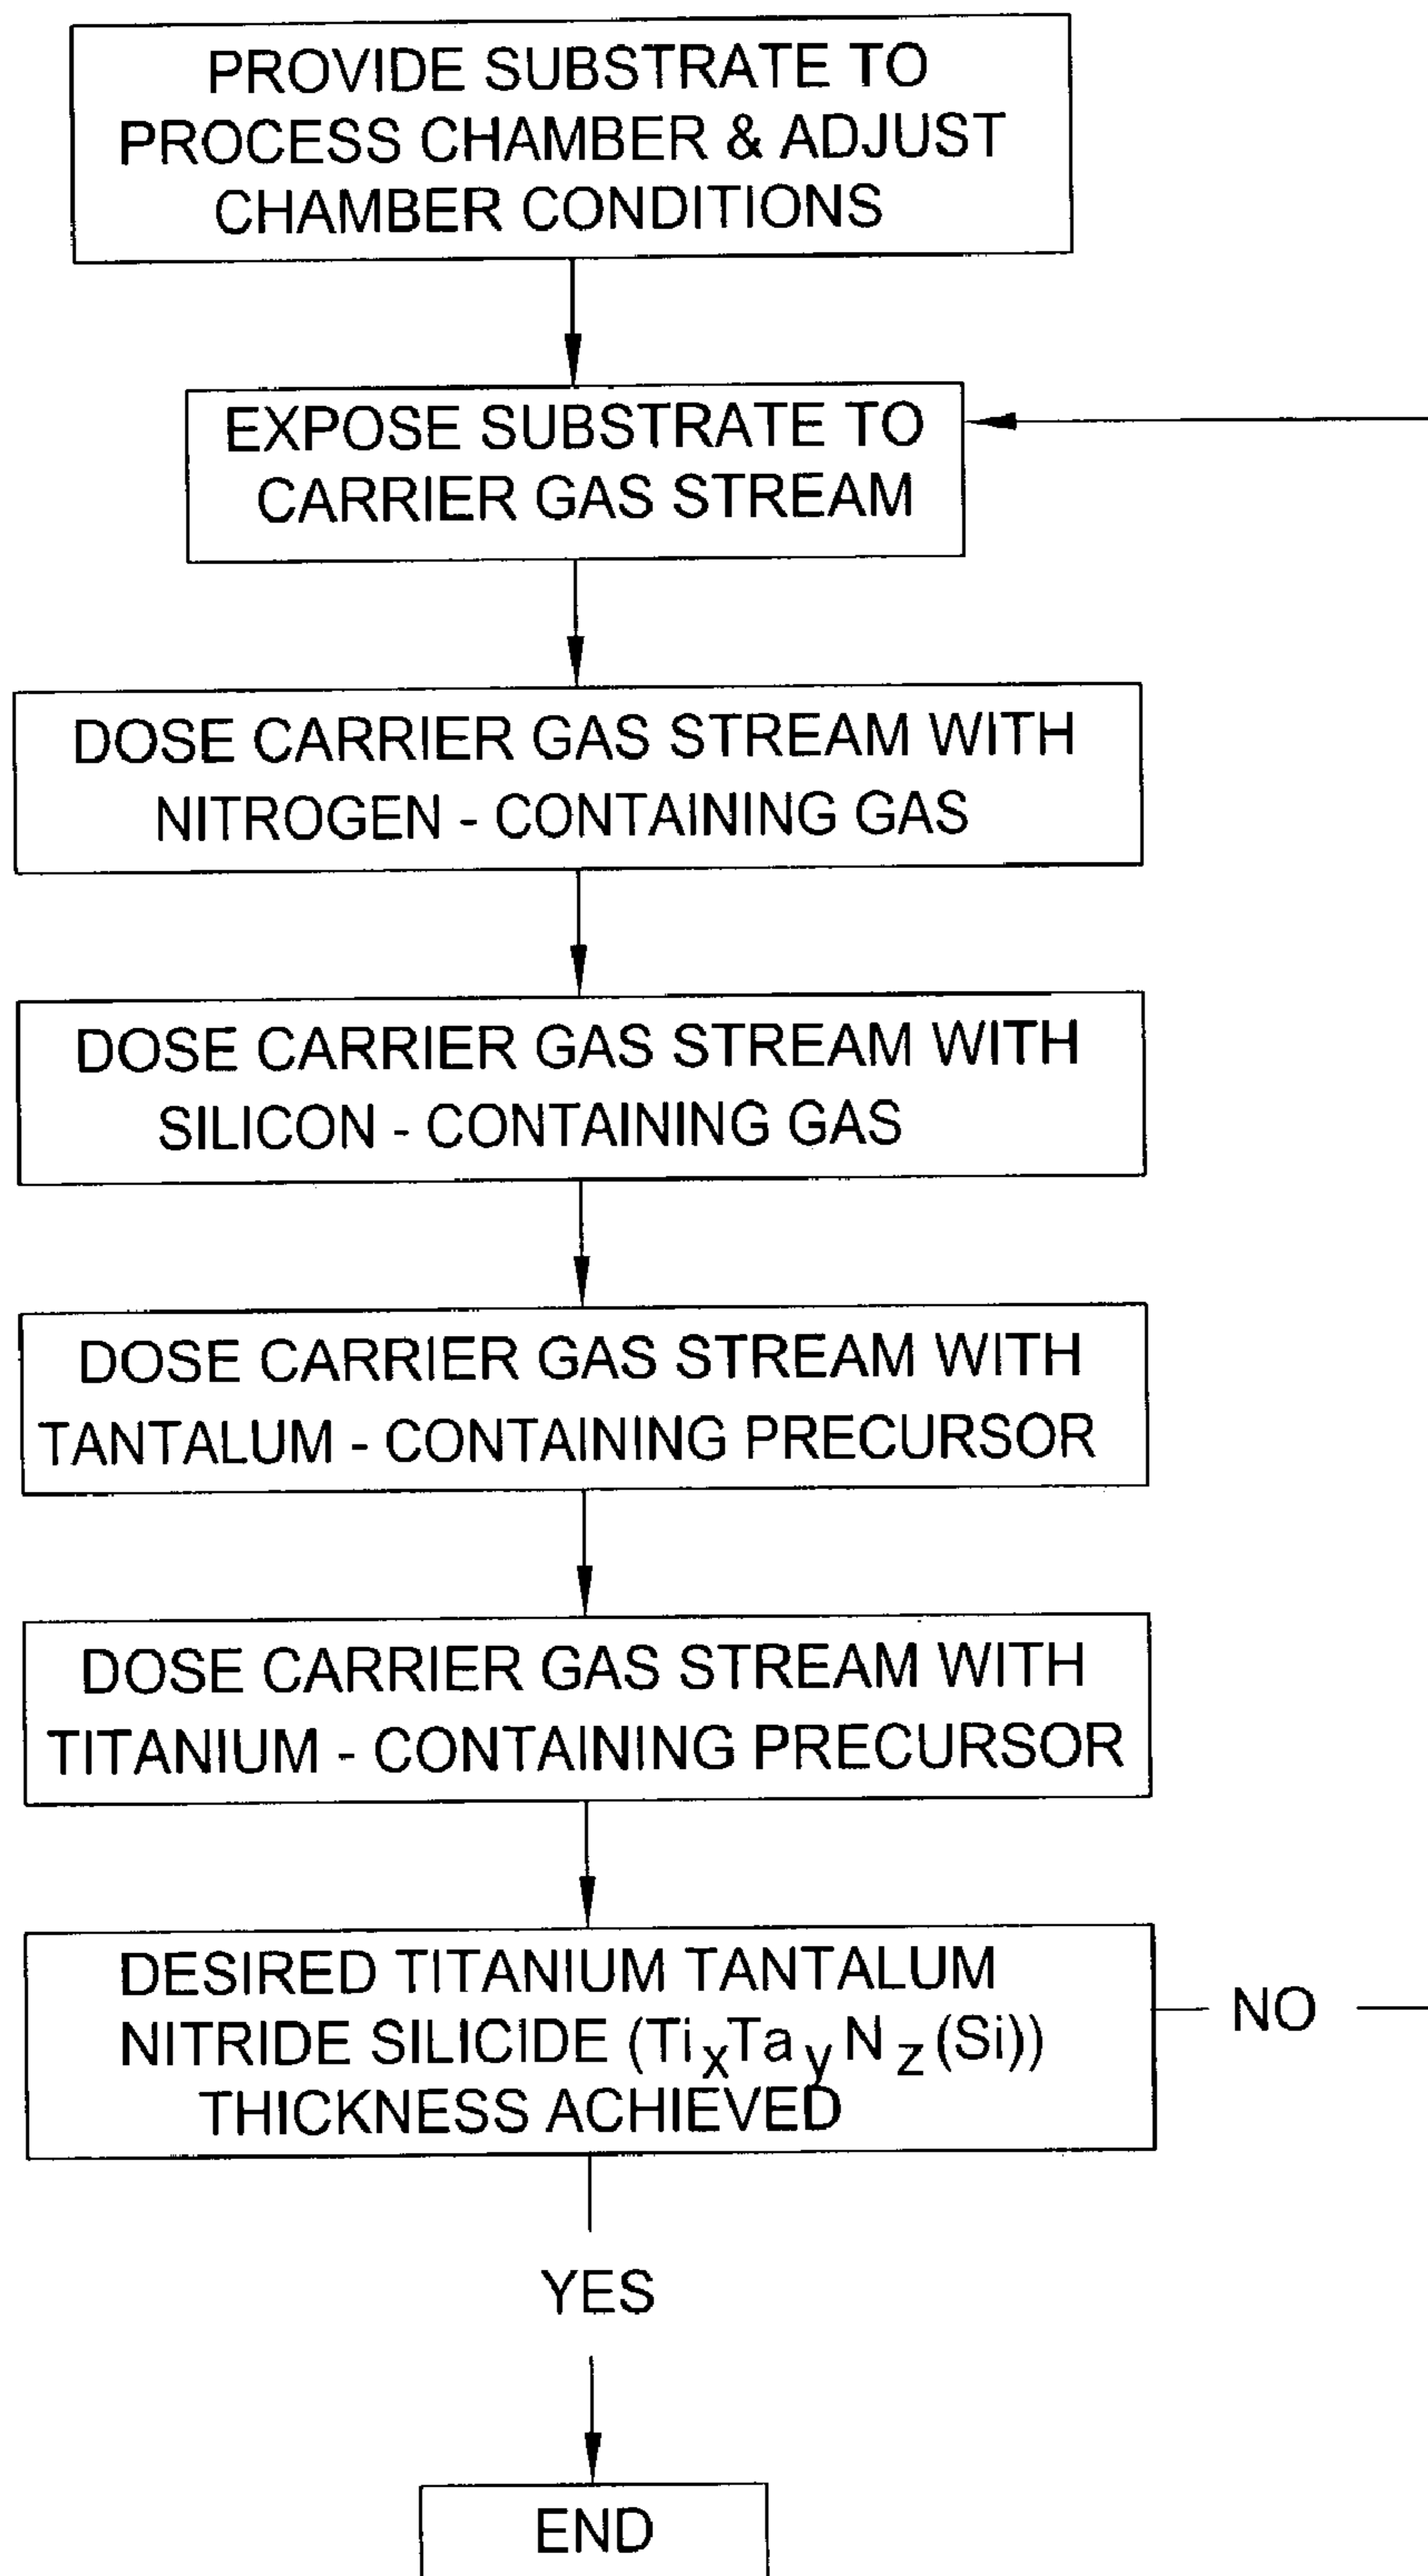 PROVIDE SUBSTRATE TO
PROCESS CHAMBER & ADJUST
CHAMBER CONDITIONS
EXPOSE SUBSTRATE TO
CARRIER GAS STREAM
DOSE CARRIER GAS STREAM WITH
NITROGEN - CONTAINING GAS
DOSE CARRIER GAS STREAM WITH
SILICON - CONTAINING GAS
DOSE CARRIER GAS STREAM WITH
TANTALUM - CONTAINING PRECURSOR
DOSE CARRIER GAS STREAM WITH
TITANIUM - CONTAINING PRECURSOR
DESIRED TITANIUM TANTALUM
NITRIDE SILICIDE (TixTayNz(Si))
THICKNESS ACHIEVED
NO
YES
END